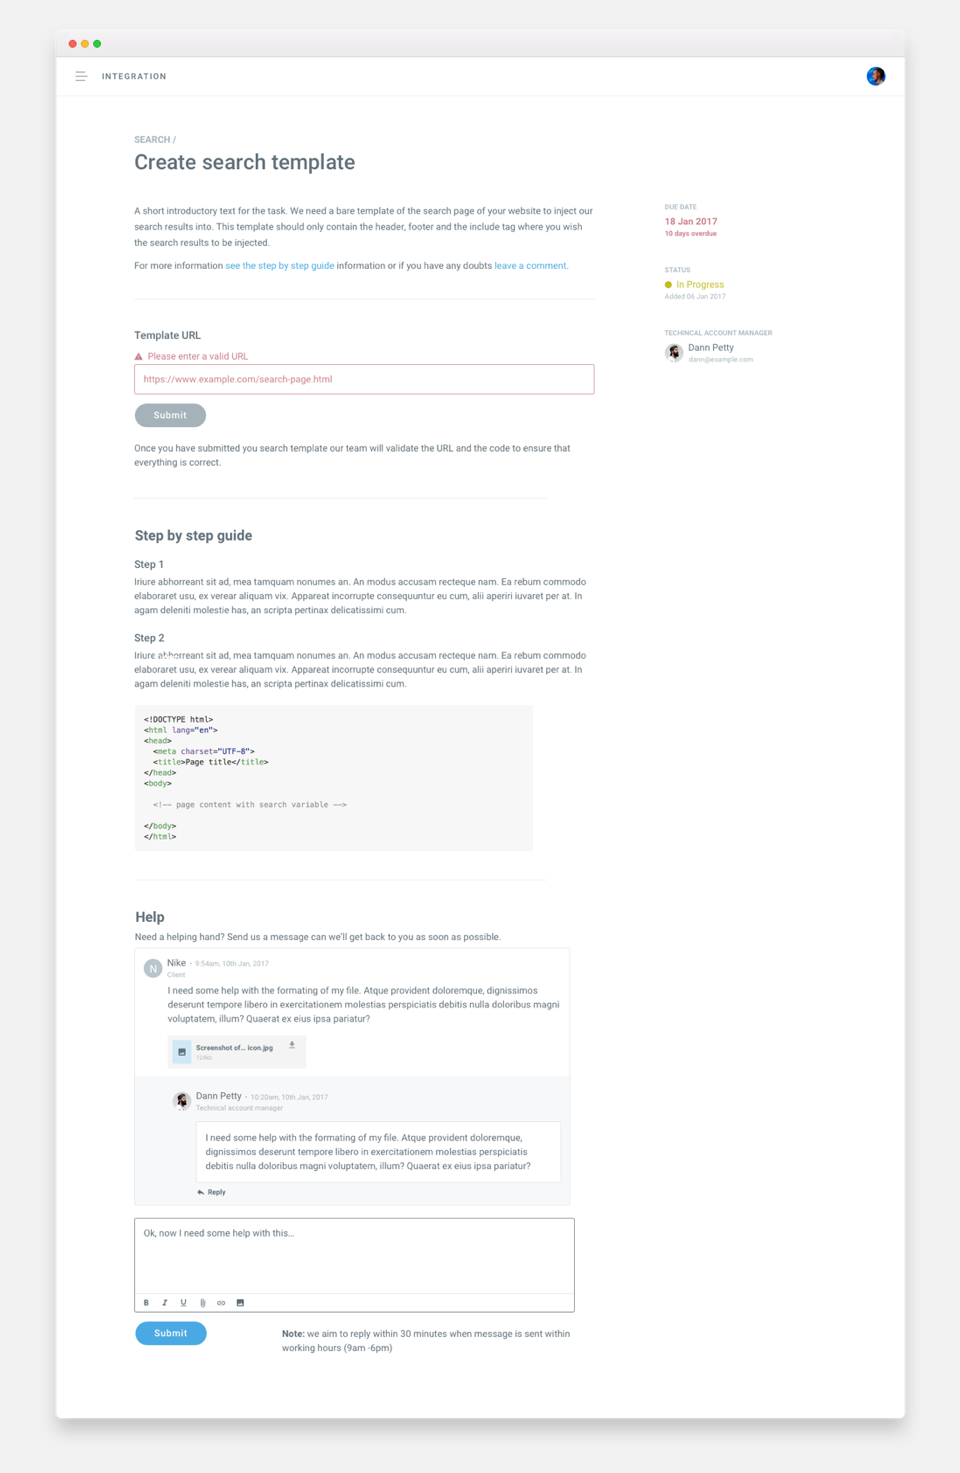 INTEGRATION
SEARCH /
Create search template
A short introductory text for the task. We need a bare template of the search page of your website to inject our
search results into. This template should only contain the header, footer and the include tag where you wish
the search results to be injected.
For more information see the step by step guide information or if you have any doubts leave a comment.
DUE DATE
18 Jan 2017
10 days overdue
STATUS
In Progress
Added 06 Jan 2017
TECHINCAL ACCOUNT MANAGER
Dann Petty
dann@example.com
Template URL
Please enter a valid URL
https://www.example.com/search-page.html
Submit
Once you have submitted you search template our team will validate the URL and the code to ensure that
everything is correct.
Step by step guide
Step 1
Iriure abhorreant sit ad, mea tamquam nonumes an. An modus accusam recteque nam. Ea rebum commodo
elaboraret usu, ex verear aliquam vix. Appareat incorrupte consequuntur eu cum, alii aperiri iuvaret per at. In
agam deleniti molestie has, an scripta pertinax delicatissimi cum.
Step 2
Iriure abhorreant sit ad, mea tamquam nonumes an. An modus accusam recteque nam. Ea rebum commodo
elaboraret usu, ex verear aliquam vix. Appareat incorrupte consequuntur eu cum, alii aperiri iuvaret per at. In
agam deleniti molestie has, an scripta pertinax delicatissimi cum.
<!DOCTYPE html>
<html lang="en">
<head>
<meta charset="UTF-8">
<title>Page title</title>
</head>
<body>
<!-- page content with search variable -->
</body>
</html>
Help
Need a helping hand? Send us a message can we'll get back to you as soon as possible.
N
Nike • 9:54am, 10th Jan, 2017
Client
I need some help with the formating of my file. Atque provident doloremque, dignissimos
deserunt tempore libero in exercitationem molestias perspiciatis debitis nulla doloribus magni
voluptatem, illum? Quaerat ex eius ipsa pariatur?
Screenshot of... icon.jpg
124kb
Dann Petty • 10:20am, 10th Jan, 2017
Technical account manager
I need some help with the formating of my file. Atque provident doloremque,
dignissimos deserunt tempore libero in exercitationem molestias perspiciatis
debitis nulla doloribus magni voluptatem, illum? Quaerat ex eius ipsa pariatur?
Reply
Ok, now I need some help with this...
B I U
Submit
Note: we aim to reply within 30 minutes when message is sent within
working hours (9am -6pm)